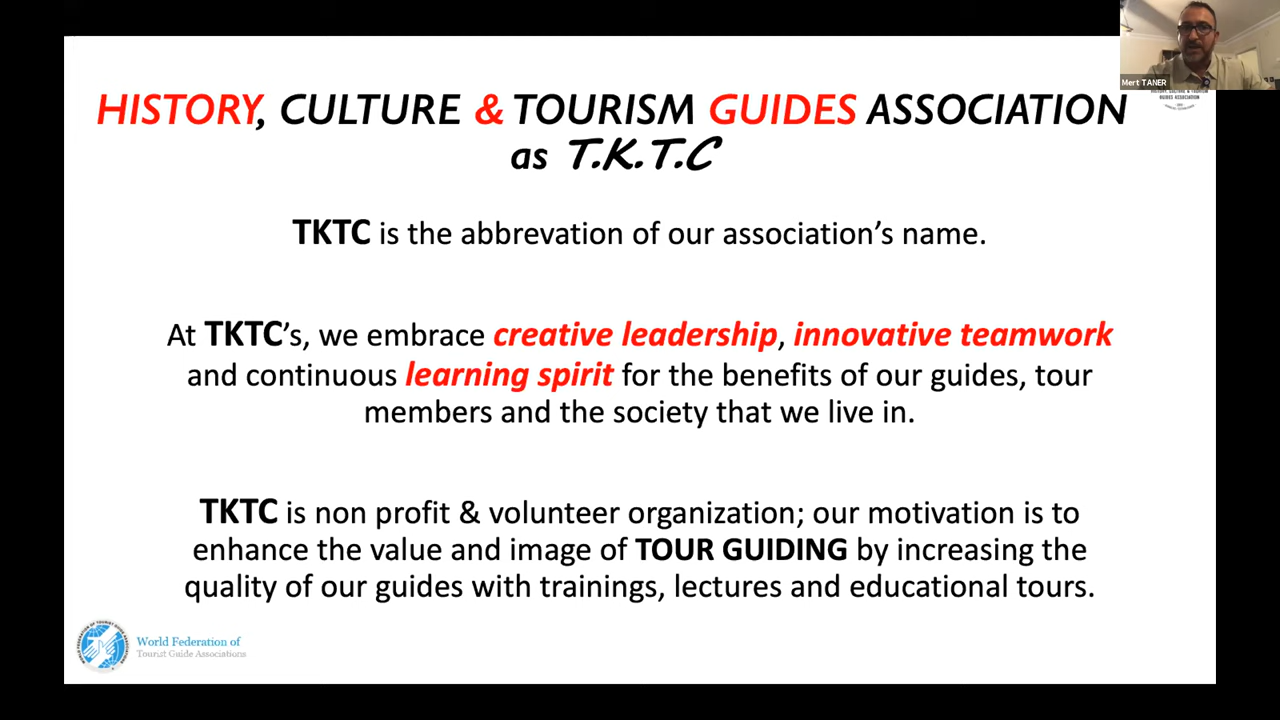 Mert TANER
HISTORY, CULTURE & TOURISM GUIDES ASSOCIATION
as T.K.T.C
TKTC is the abbrevation of our association's name.
At TKTC's, we embrace creative leadership, innovative teamwork
and continuous learning spirit for the benefits of our guides, tour
members and the society that we live in.
TKTC is non profit & volunteer organization; our motivation is to
enhance the value and image of TOUR GUIDING by increasing the
quality of our guides with trainings, lectures and educational tours.
World Federation of
Tourist Guide Associations
GUIDES ASSOCIATION